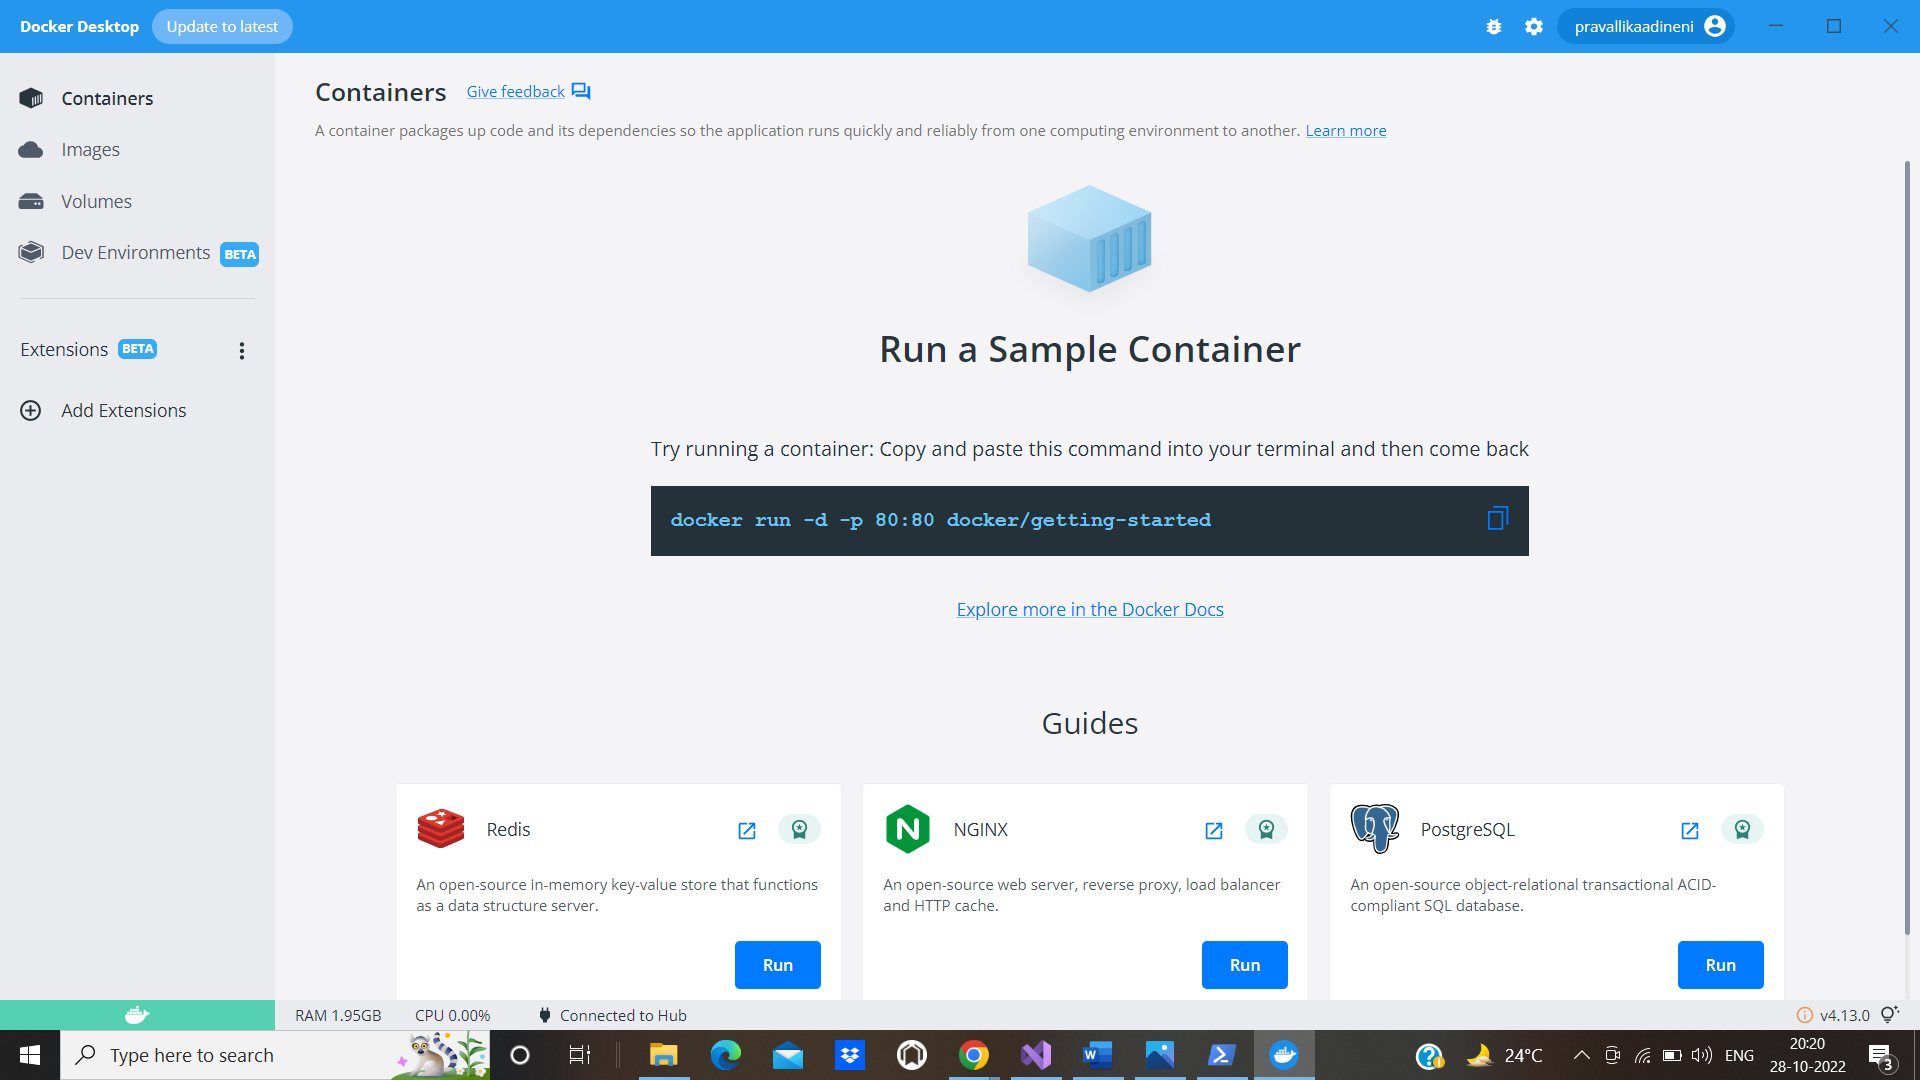 Docker Desktop Update to latest pravallikaadineni
Containers
Images
Volumes
Dev Environments BETA
Extensions BETA
Add Extensions
Containers Give feedback
A container packages up code and its dependencies so the application runs quickly and reliably from one computing environment to another. Learn more
Run a Sample Container
Try running a container: Copy and paste this command into your terminal and then come back
docker run -d -p 80:80 docker/getting-started
Explore more in the Docker Docs
Guides
Redis
An open-source in-memory key-value store that functions
as a data structure server.
Run
NGINX
An open-source web server, reverse proxy, load balancer
and HTTP cache.
Run
PostgreSQL
An open-source object-relational transactional ACID-
compliant SQL database.
Run
RAM 1.95GB CPU 0.00% Connected to Hub v4.13.0
Type here to search
24°C ENG
20:20
28-10-2022
3